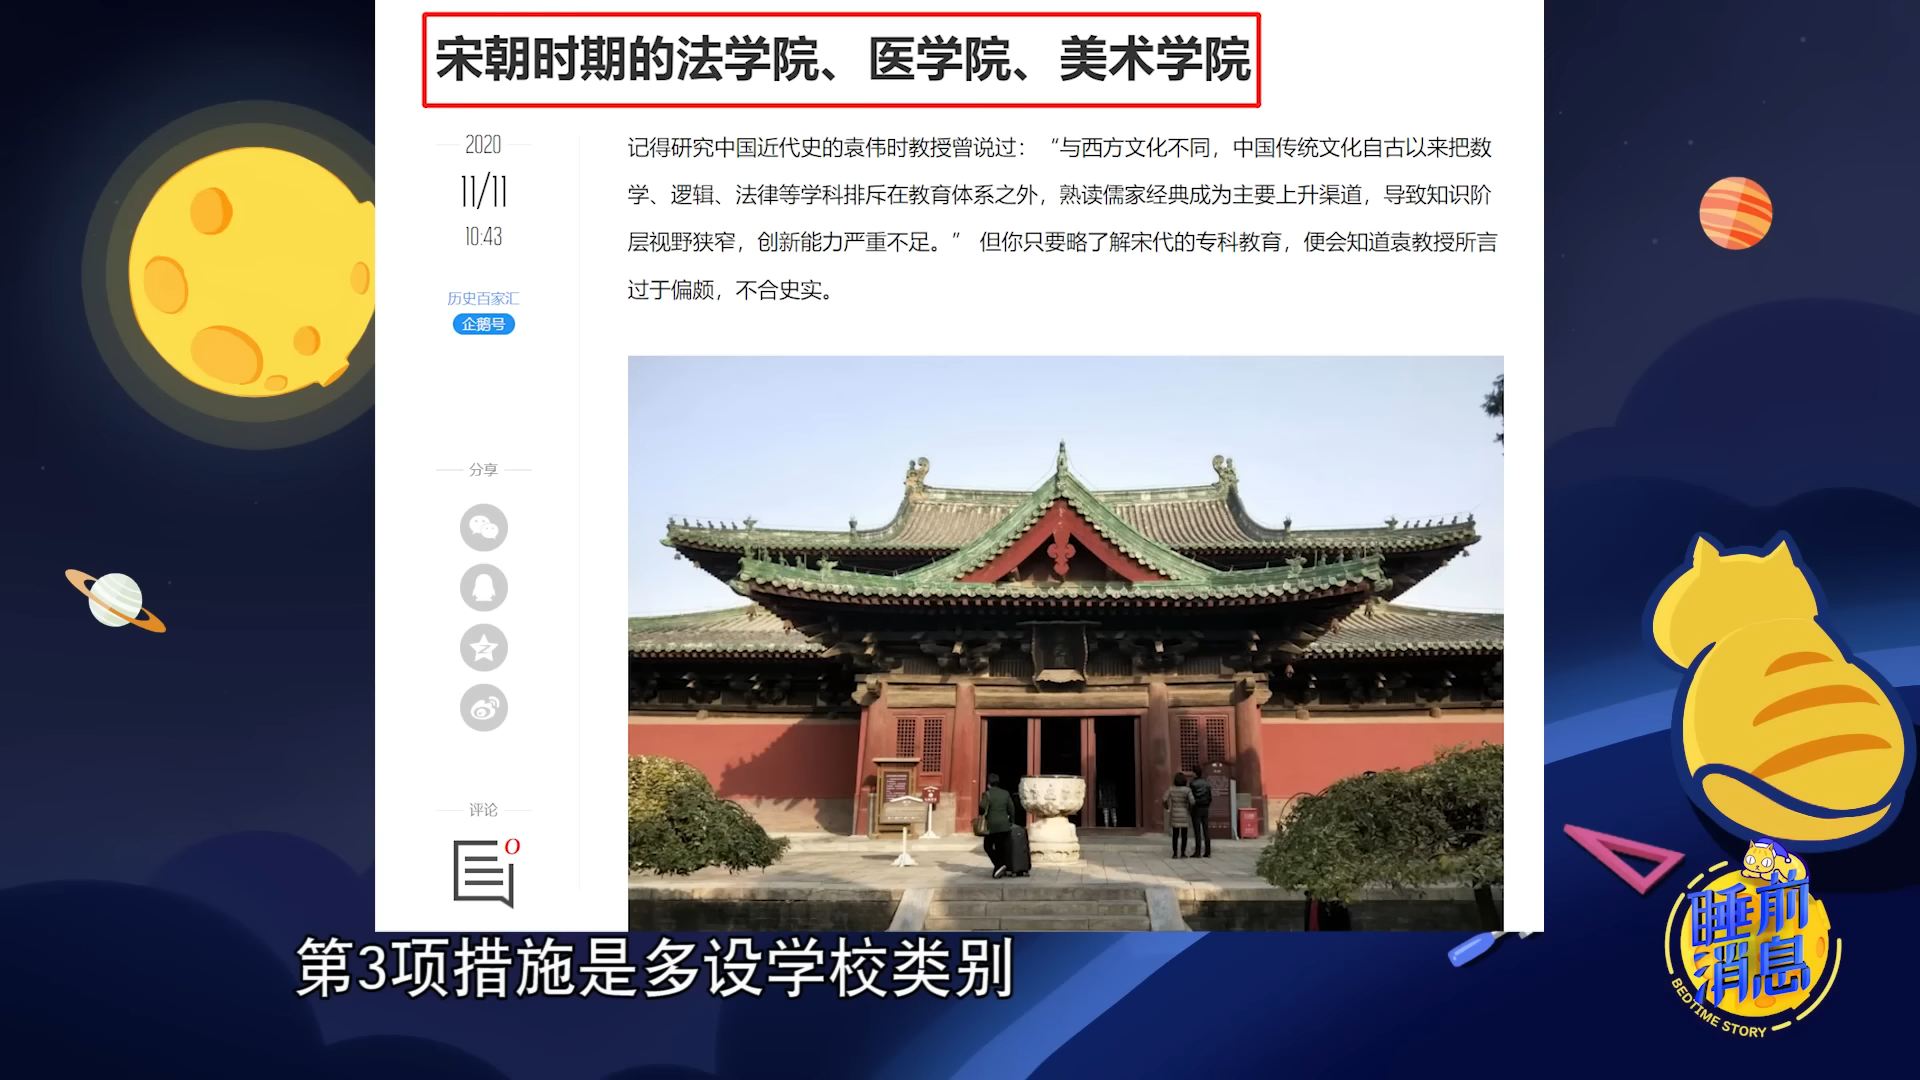 宋朝时期的法学院、医学院、美术学院
2020
11/11
10:43
历史百家汇
企鹅号
分享
评论
0
记得研究中国近代史的袁伟时教授曾说过：“与西方文化不同，中国传统文化自古以来把数
学、逻辑、法律等学科排斥在教育体系之外，熟读儒家经典成为主要上升渠道，导致知识阶
层视野狭窄，创新能力严重不足。” 但你只要略了解宋代的专科教育，便会知道袁教授所言
过于偏颇，不合史实。
第3项措施是多设学校类别
睡前
消息
BEDTIME STORY